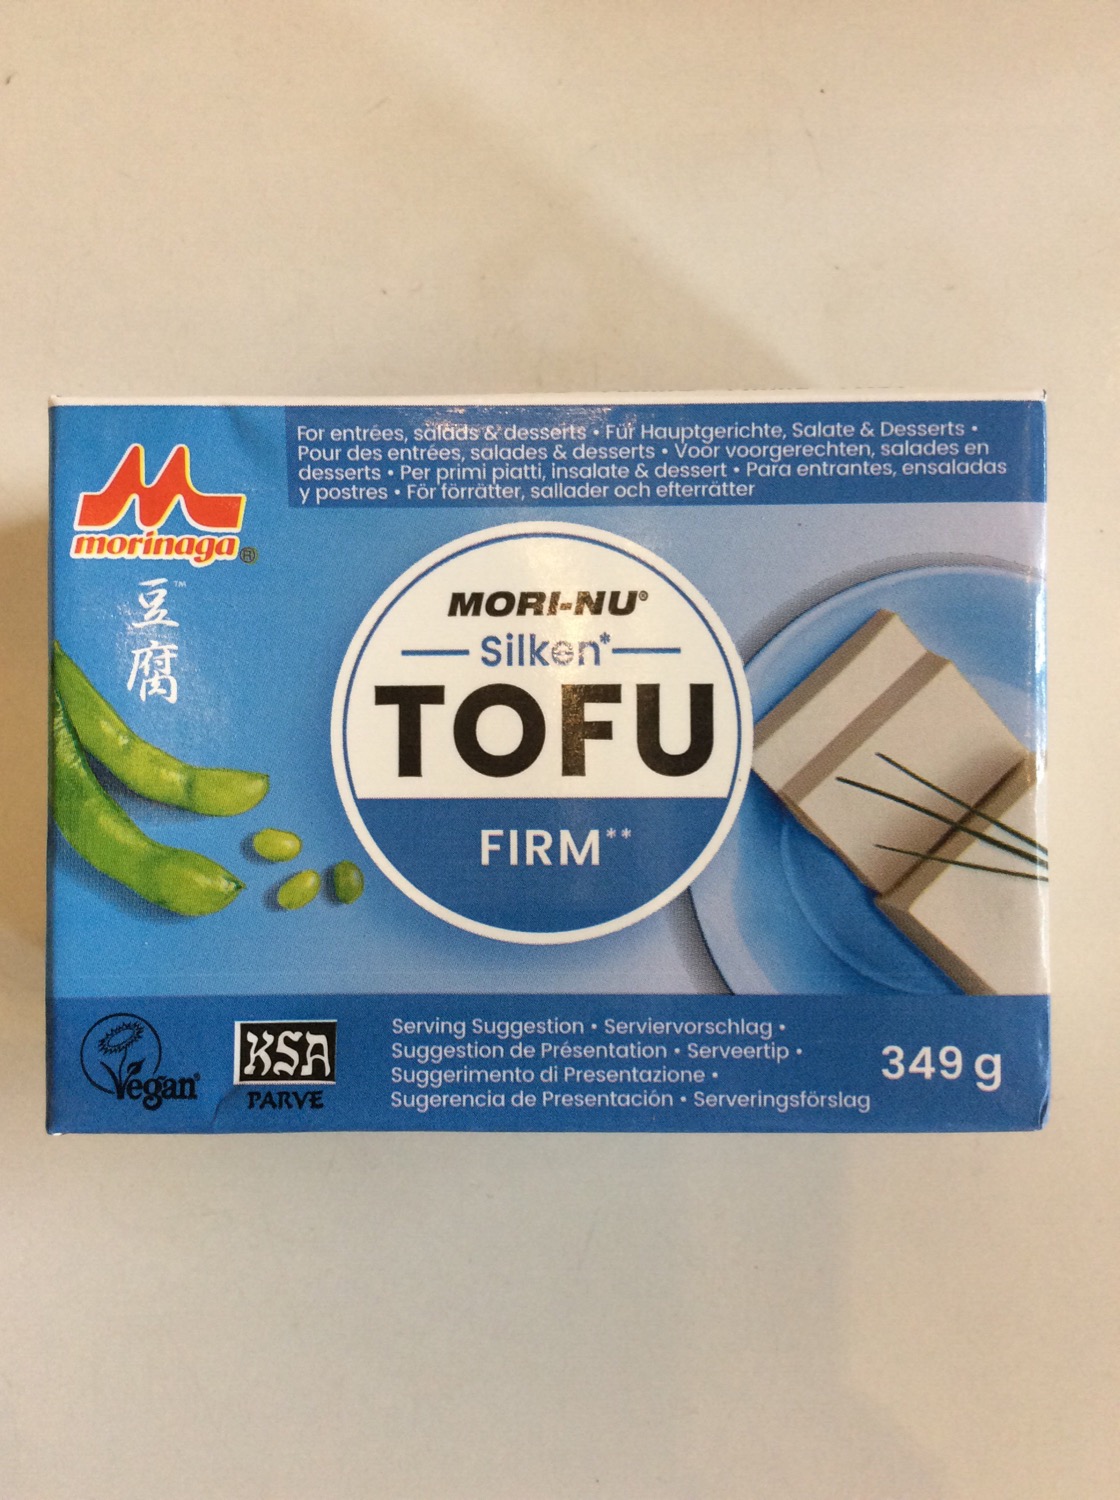 For entrées, salads & desserts • Für Hauptgerichte, Salate & Desserts •
Pour des entrées, salades & desserts • Voor voorgerechten, salades en
desserts • Per primi piatti, insalate & dessert • Para entrantes, ensaladas
y postres • För förrätter, sallader och efterrätter
morinaga®
豆™
腐
MORI-NU®
Silken*
TOFU
FIRM**
Vegan®
KSA
PARVE
Serving Suggestion • Serviervorschlag •
Suggestion de Présentation • Serveertip •
Suggerimento di Presentazione •
Sugerencia de Presentación • Serveringsförslag
349 g